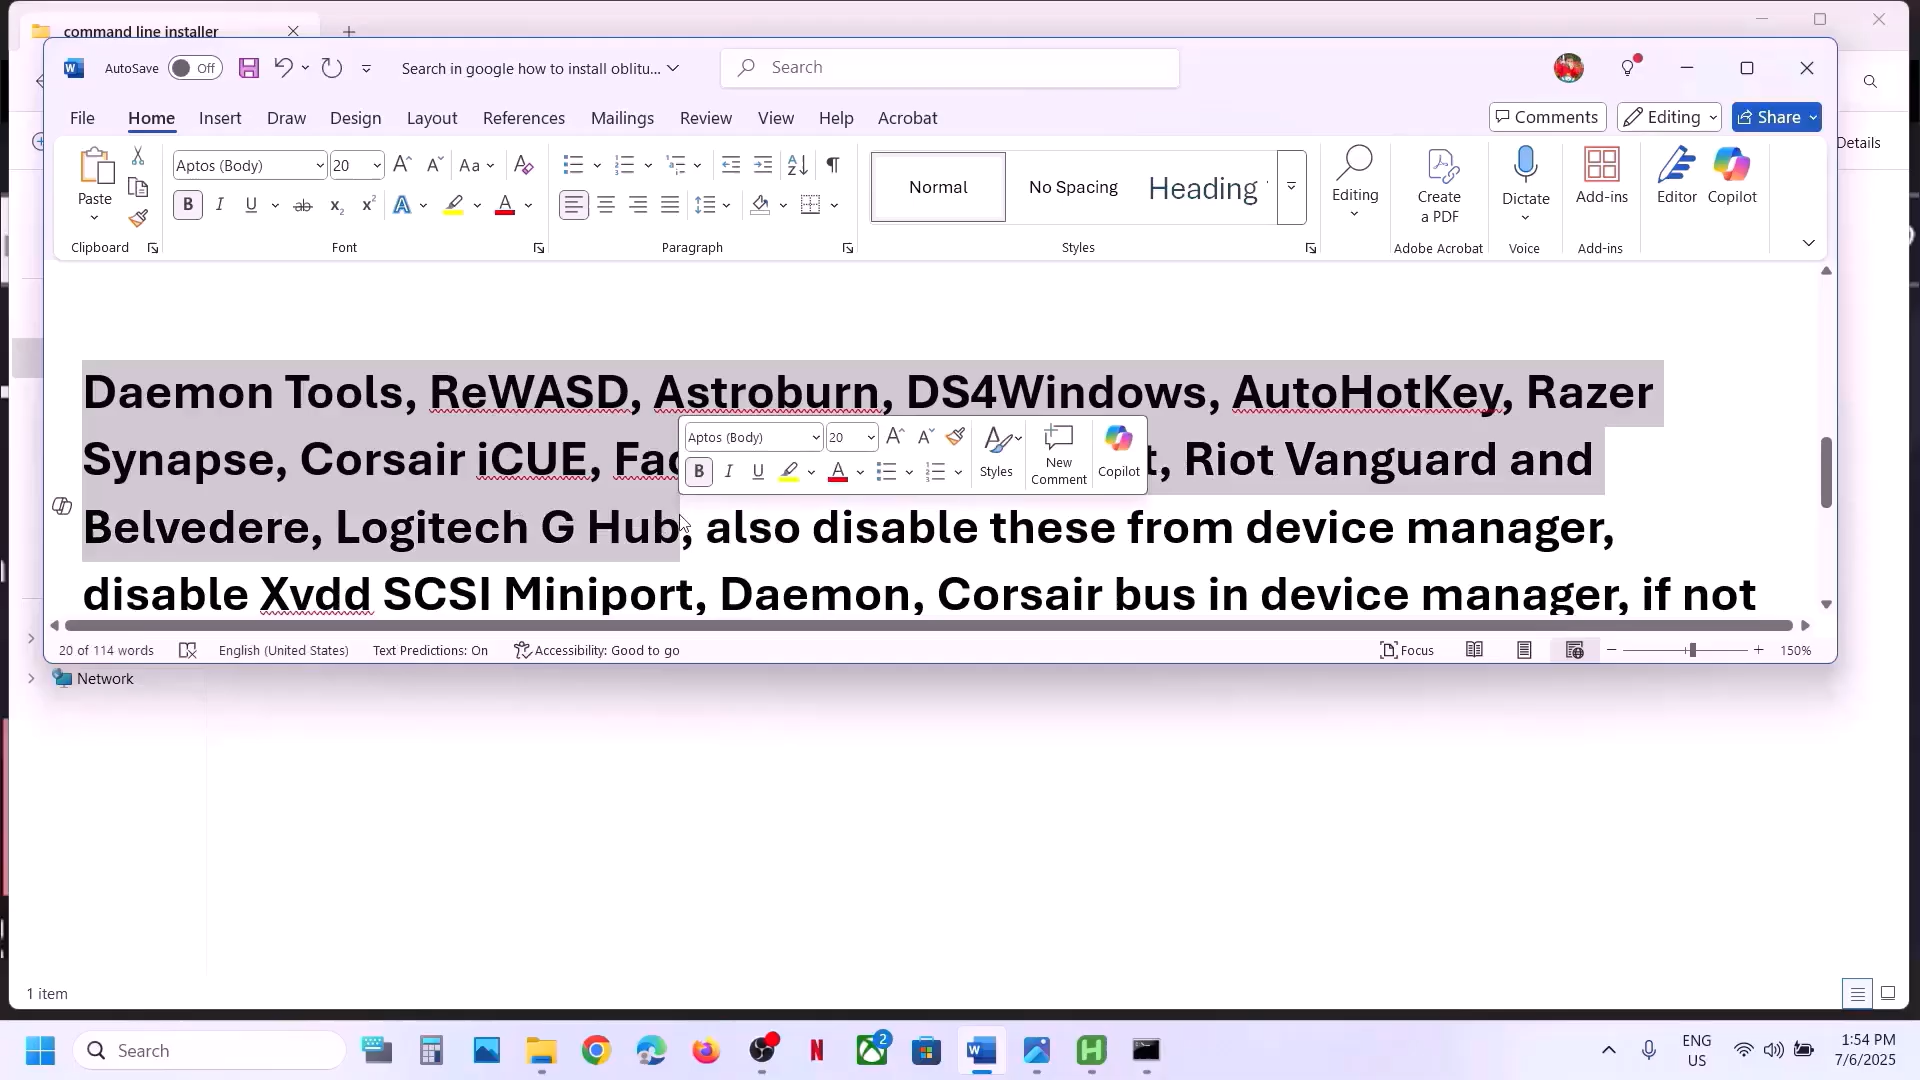 command line installer
AutoSave Off
Search in google how to install oblitu...
Search
File Home Insert Draw Design Layout References Mailings Review View Help Acrobat
Comments Editing Share
Details
Paste
Aptos (Body) 20
Normal
No Spacing
Heading
Editing
Create a PDF
Dictate
Add-ins
Editor
Copilot
Clipboard
Font
Paragraph
Styles
Adobe Acrobat
Voice
Add-ins
Daemon Tools, ReWASD, Astroburn, DS4Windows, AutoHotKey, Razer
Synapse, Corsair iCUE, t, Riot Vanguard and
Belvedere, Logitech G Hub, also disable these from device manager,
disable Xvdd SCSI Miniport, Daemon, Corsair bus in device manager, if not
Aptos (Body) 20
Styles
New Comment
Copilot
20 of 114 words
English (United States)
Text Predictions: On
Accessibility: Good to go
Focus
150%
Network
1 item
Search
2
ENG
US
1:54 PM
7/6/2025